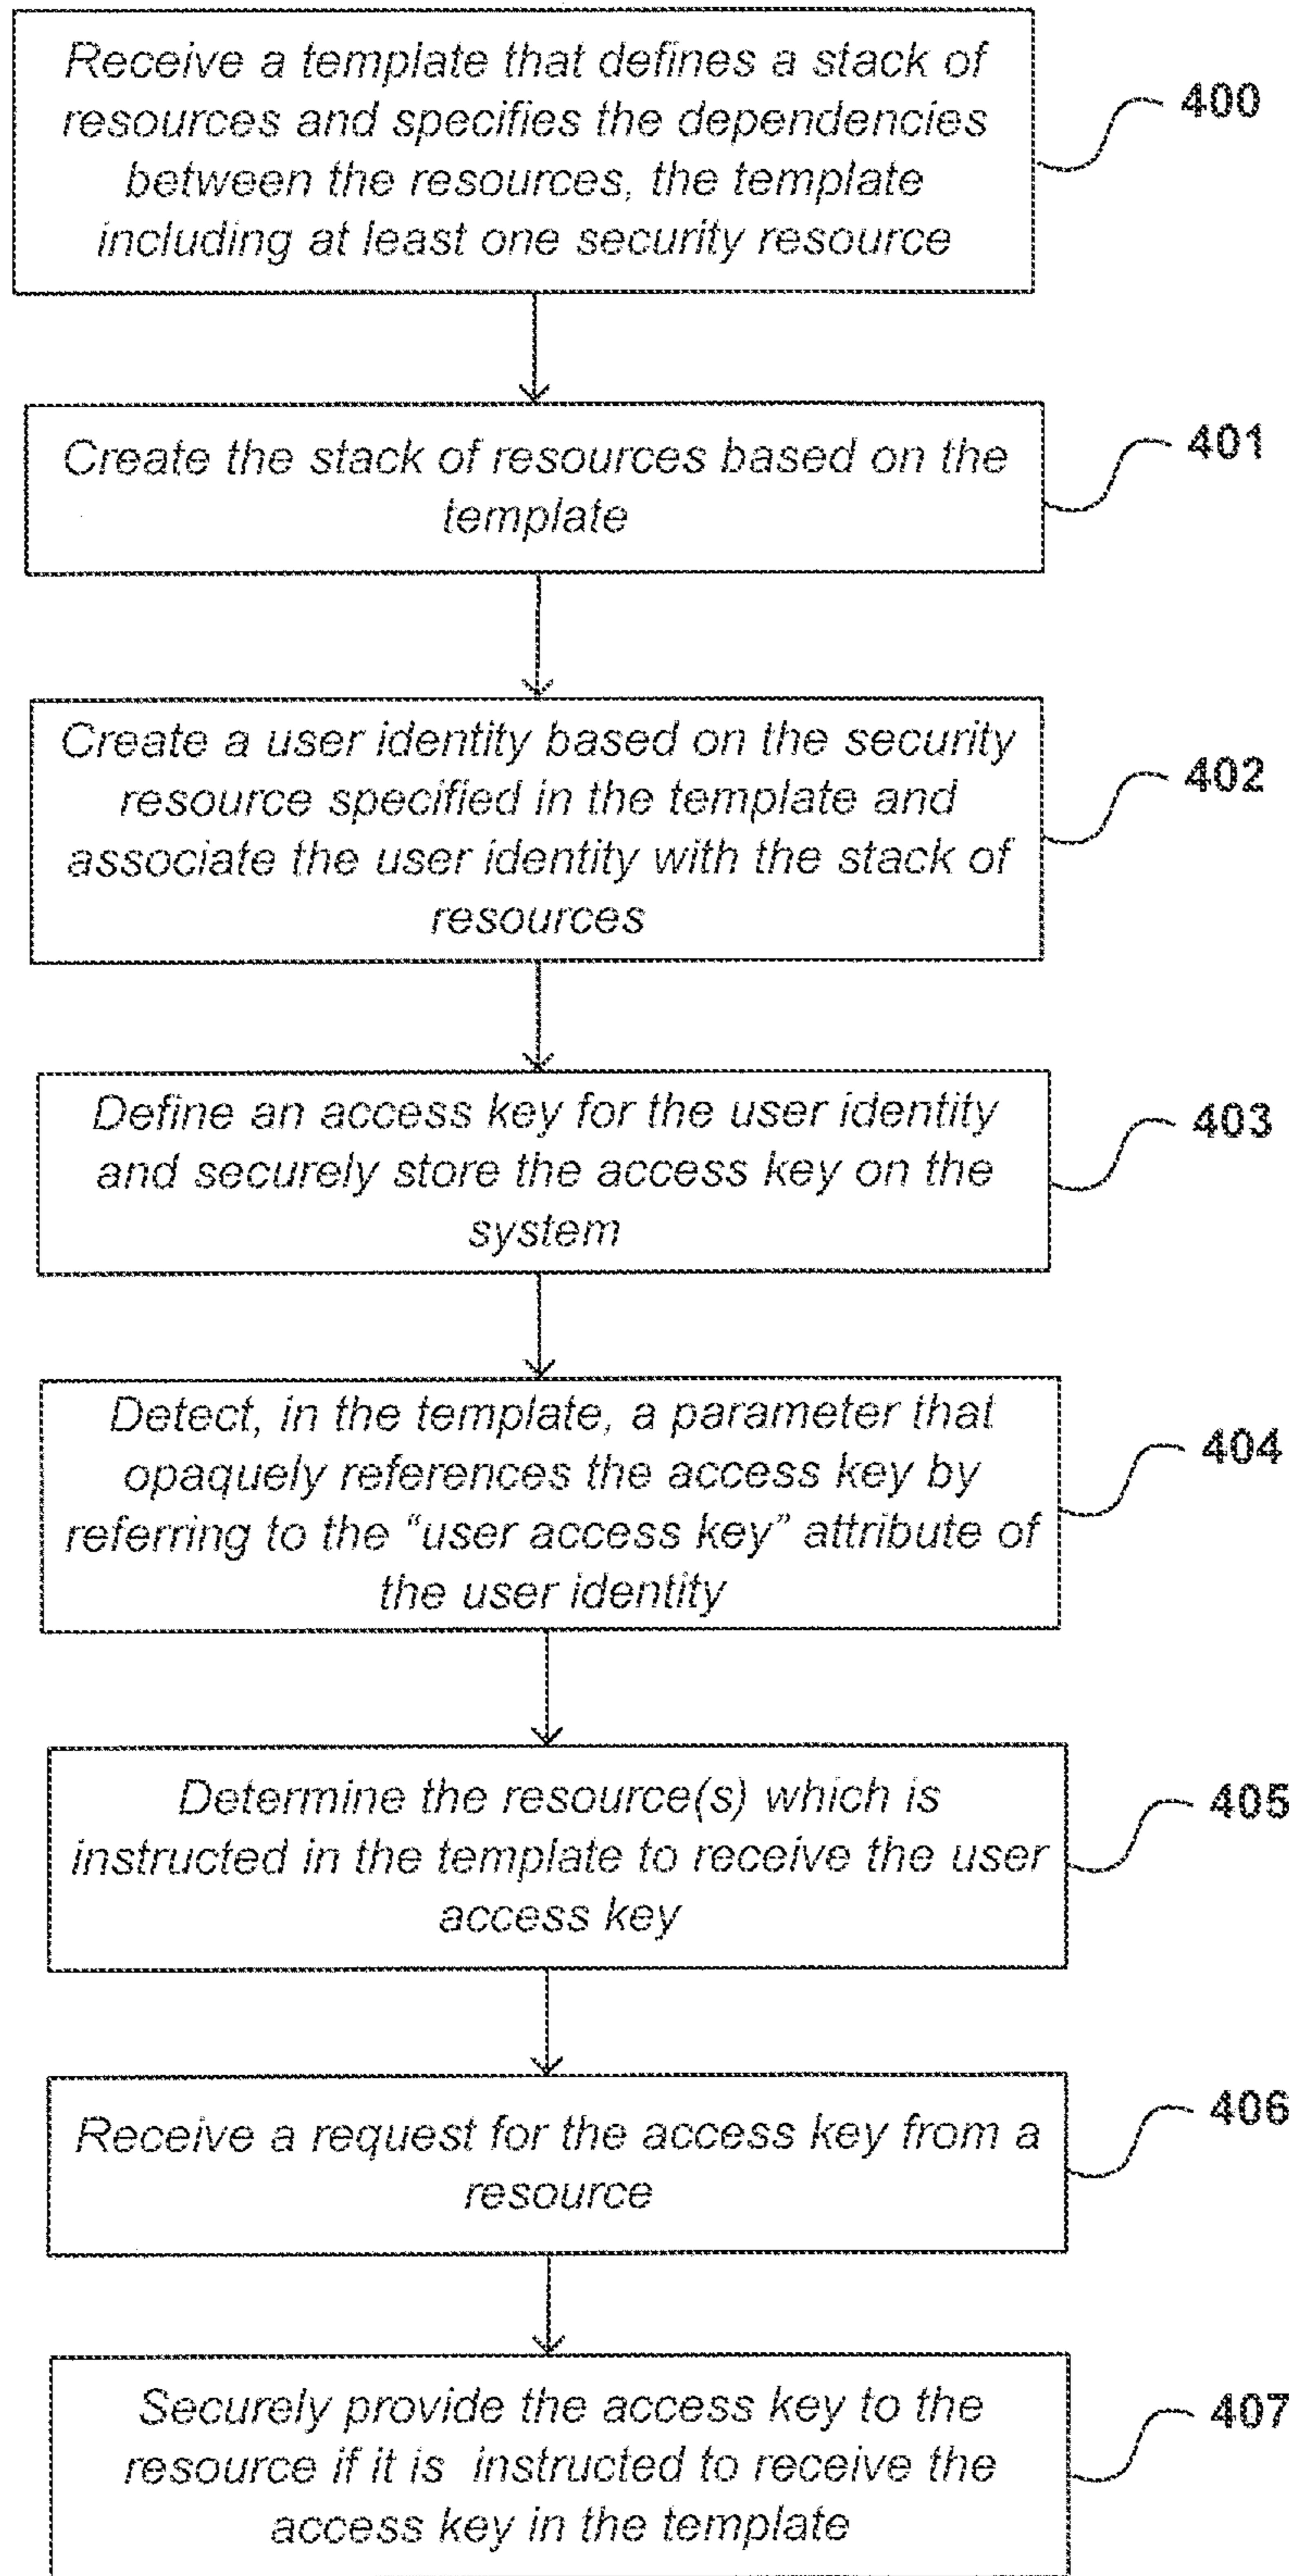 Receive a template that defines a stack of
resources and specifies the dependencies
between the resources, the template
including at least one security resource
400
Create the stack of resources based on the
template
401
Create a user identity based on the security
resource specified in the template and
associate the user identity with the stack of
resources
402
Define an access key for the user identity
and securely store the access key on the
system
403
Detect, in the template, a parameter that
opaquely references the access key by
referring to the “user access key” attribute of
the user identity
404
Determine the resource(s) which is
instructed in the template to receive the user
access key
405
Receive a request for the access key from a
resource
406
Securely provide the access key to the
resource if it is instructed to receive the
access key in the template
407